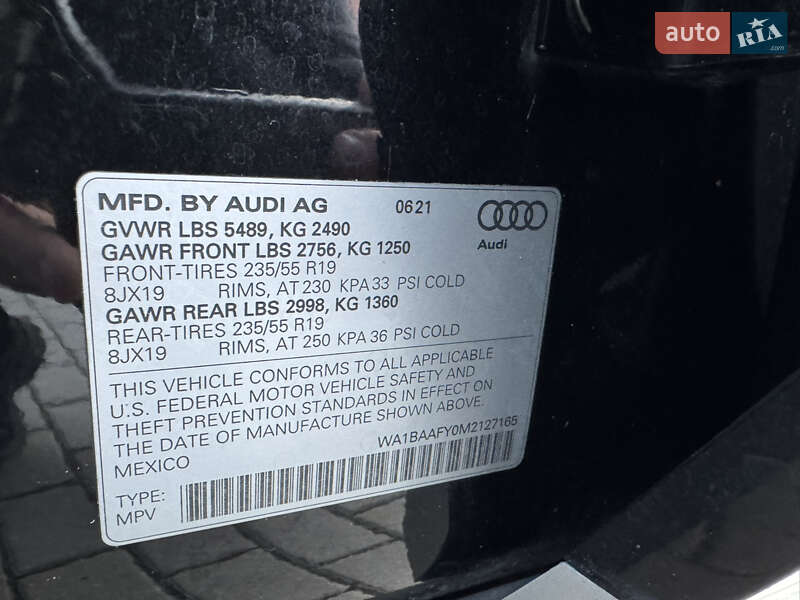 auto RIA
.com
MFD. BY AUDI AG 0621
GVWR LBS 5489, KG 2490
GAWR FRONT LBS 2756, KG 1250
Audi
FRONT-TIRES 235/55 R19
8JX19 RIMS, AT 230 KPA 33 PSI COLD
GAWR REAR LBS 2998, KG 1360
REAR-TIRES 235/55 R19
8JX19 RIMS, AT 250 KPA 36 PSI COLD
THIS VEHICLE CONFORMS TO ALL APPLICABLE
U.S. FEDERAL MOTOR VEHICLE SAFETY AND
THEFT PREVENTION STANDARDS IN EFFECT ON
THE DATE OF MANUFACTURE SHOWN ABOVE.
MEXICO WA1BAAFY0M2127165
TYPE:
MPV